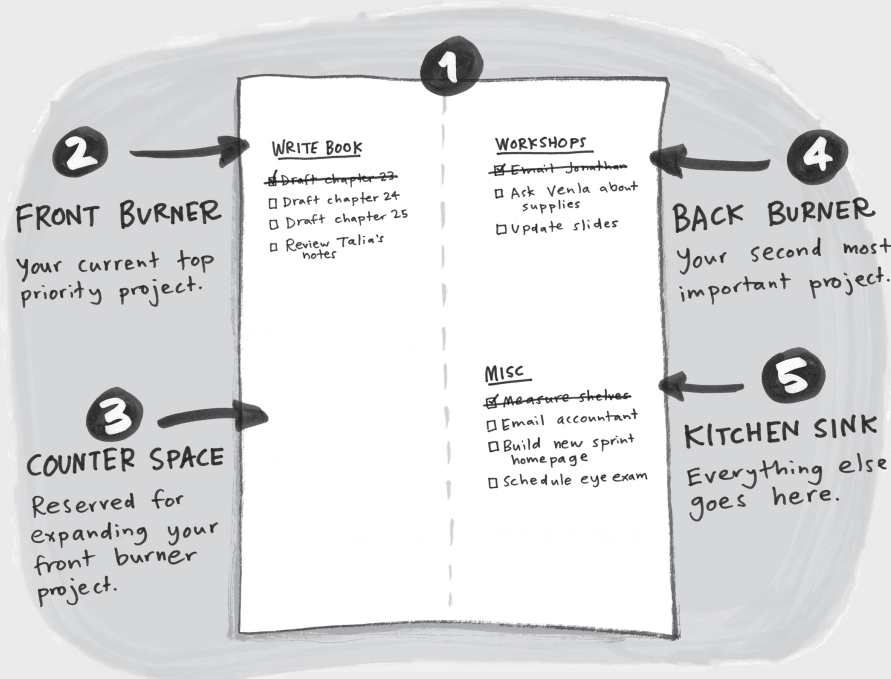 1
2
FRONT BURNER
Your current top
priority project.
3
COUNTER SPACE
Reserved for
expanding your
front burner
project.
WRITE BOOK
Draft chapter 23
Draft chapter 24
Draft chapter 25
Review Talia's
notes
WORKSHOPS
Email Jonathan
Ask Venla about
supplies
Update slides
MISC
Measure shelves
Email accountant
Build new sprint
homepage
Schedule eye exam
4
BACK BURNER
Your second most
important project.
5
KITCHEN SINK
Everything else
goes here.